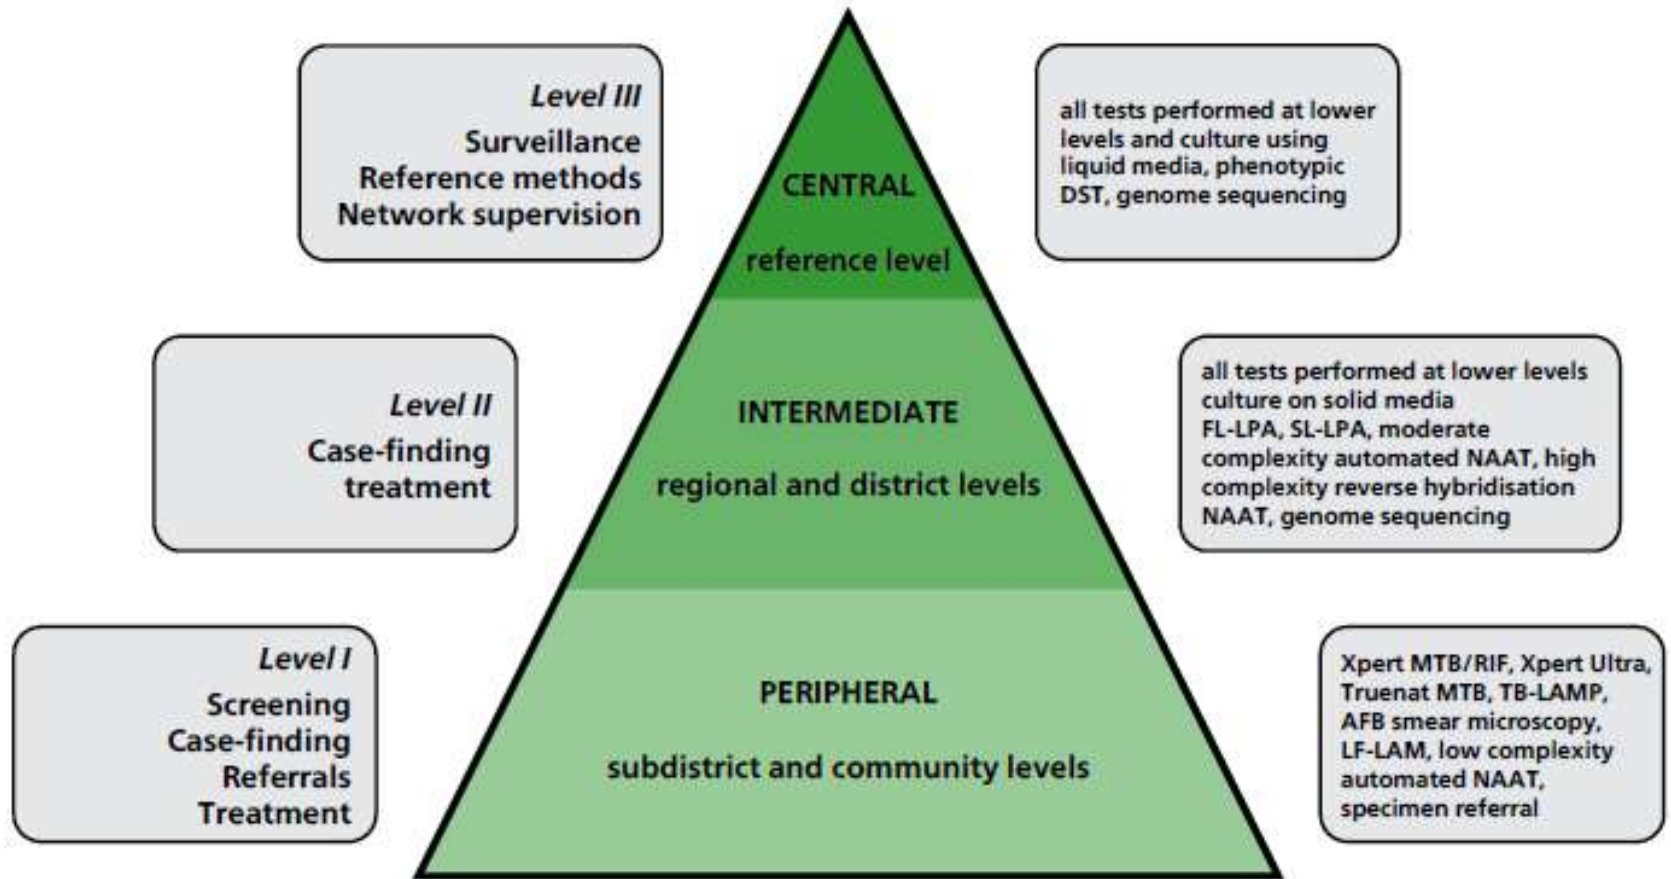 Level III
Surveillance
Reference methods
Network supervision
CENTRAL
reference level
all tests performed at lower
levels and culture using
liquid media, phenotypic
DST, genome sequencing
Level II
Case-finding
treatment
INTERMEDIATE
regional and district levels
all tests performed at lower levels
culture on solid media
FL-LPA, SL-LPA, moderate
complexity automated NAAT, high
complexity reverse hybridisation
NAAT, genome sequencing
Level I
Screening
Case-finding
Referrals
Treatment
PERIPHERAL
subdistrict and community levels
Xpert MTB/RIF, Xpert Ultra,
Truenat MTB, TB-LAMP,
AFB smear microscopy,
LF-LAM, low complexity
automated NAAT,
specimen referral